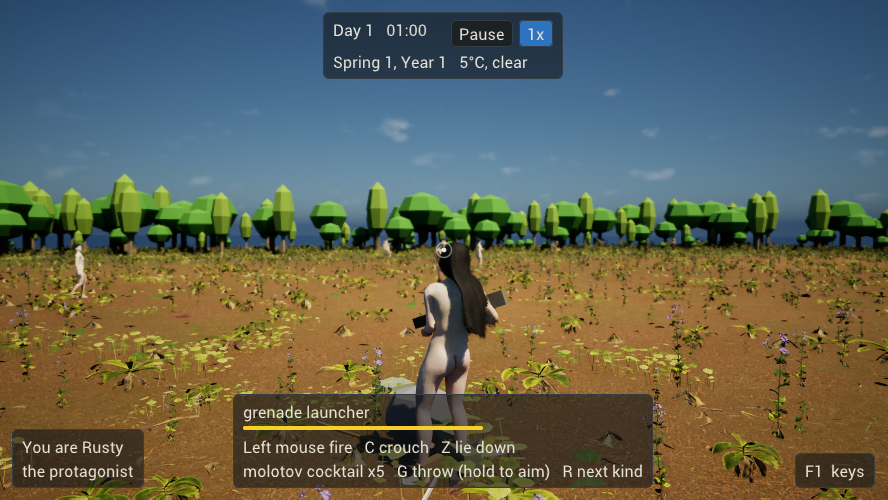 Day 1 01:00 Pause 1x
Spring 1, Year 1 5°C, clear
grenade launcher
Left mouse fire C crouch Z lie down
molotov cocktail x5 G throw (hold to aim) R next kind
You are Rusty
the protagonist
F1 keys